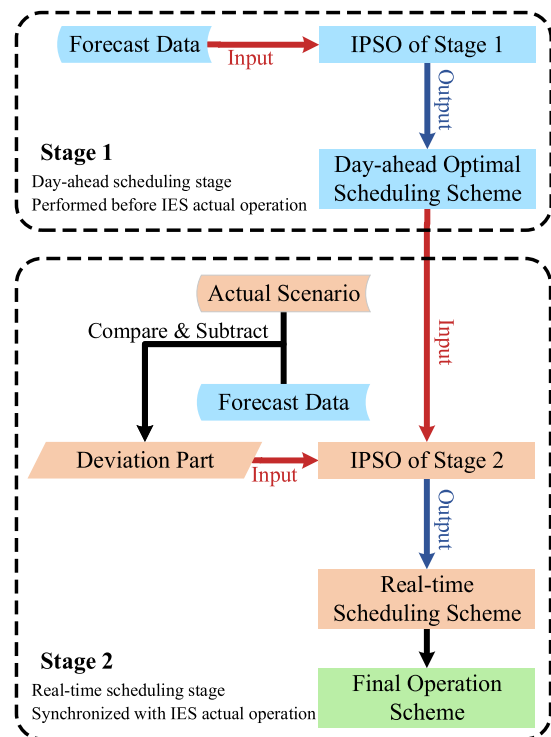 Forecast Data
Input
IPSO of Stage 1
Output
Stage 1
Day-ahead scheduling stage
Performed before IES actual operation
Day-ahead Optimal
Scheduling Scheme
Input
Actual Scenario
Compare & Subtract
Forecast Data
Deviation Part
Input
IPSO of Stage 2
Output
Real-time
Scheduling Scheme
Stage 2
Real-time scheduling stage
Synchronized with IES actual operation
Final Operation
Scheme